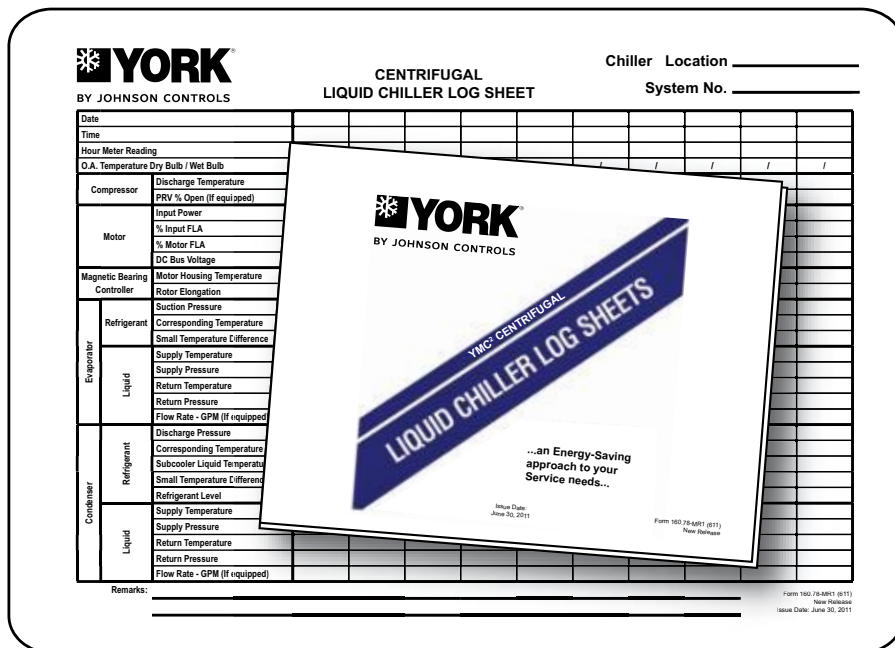 YORK®
BY JOHNSON CONTROLS
CENTRIFUGAL
LIQUID CHILLER LOG SHEET
Chiller Location
System No.
Date
Time
Hour Meter Reading
O.A. Temperature Dry Bulb / Wet Bulb / / / / /
Compressor
Discharge Temperature
PRV % Open (If equipped)
Motor
Input Power
% Input FLA
% Motor FLA
DC Bus Voltage
Magnetic Bearing
Controller
Motor Housing Temperature
Rotor Elongation
Evaporator
Refrigerant
Suction Pressure
Corresponding Temperature
Small Temperature Difference
Liquid
Supply Temperature
Supply Pressure
Return Temperature
Return Pressure
Flow Rate - GPM (If equipped)
Condenser
Refrigerant
Discharge Pressure
Corresponding Temperature
Subcooler Liquid Temperatu
Small Temperature Differenc
Refrigerant Level
Liquid
Supply Temperature
Supply Pressure
Return Temperature
Return Pressure
Flow Rate - GPM (If equipped)
Remarks:
Form 160.78-MR1 (611)
New Release
Issue Date: June 30, 2011
YORK®
BY JOHNSON CONTROLS
YMC² CENTRIFUGAL
LIQUID CHILLER LOG SHEETS
...an Energy-Saving
approach to your
Service needs...
Issue Date:
June 30, 2011
Form 160.78-MR1 (611)
New Release